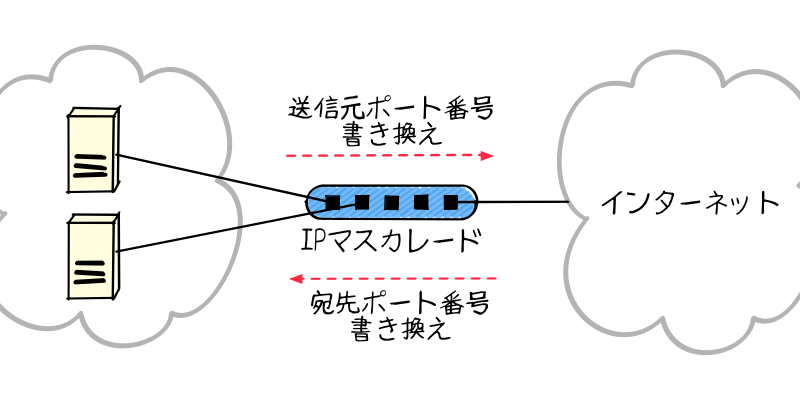 送信元ポート番号
書き換え
IPマスカレード
インターネット
宛先ポート番号
書き換え